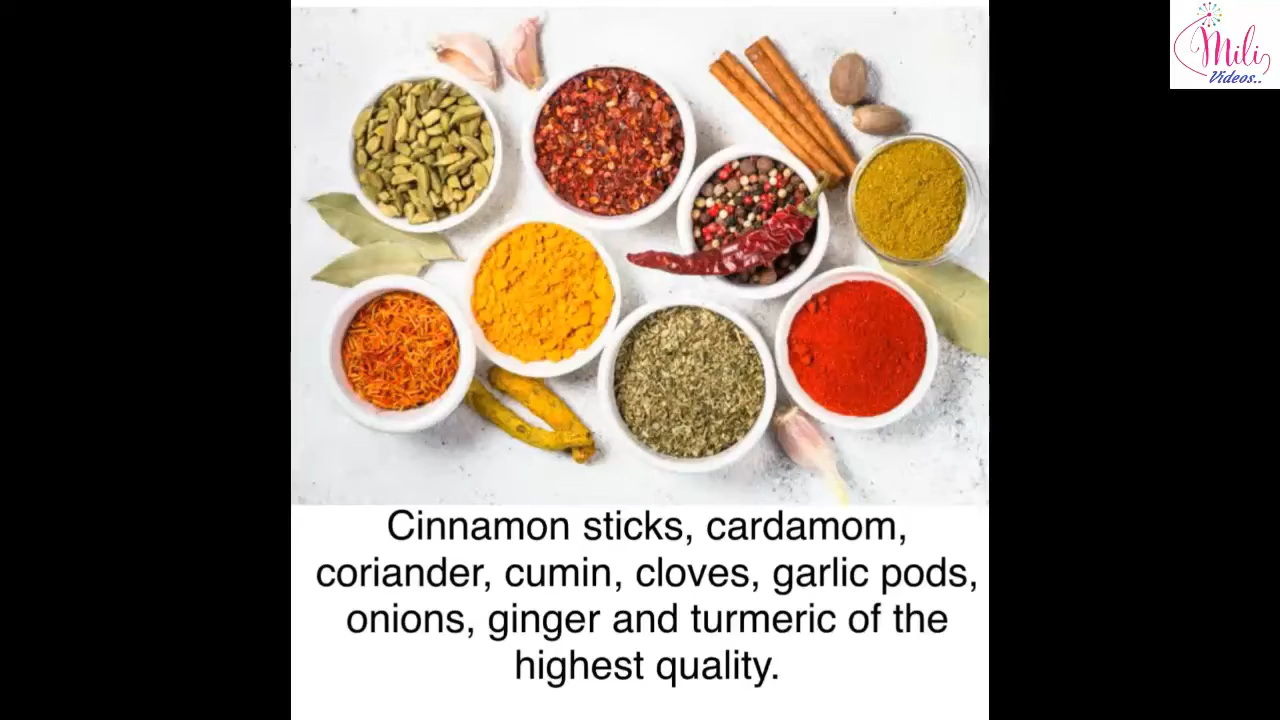 Mili
Videos..
Cinnamon sticks, cardamom,
coriander, cumin, cloves, garlic pods,
onions, ginger and turmeric of the
highest quality.